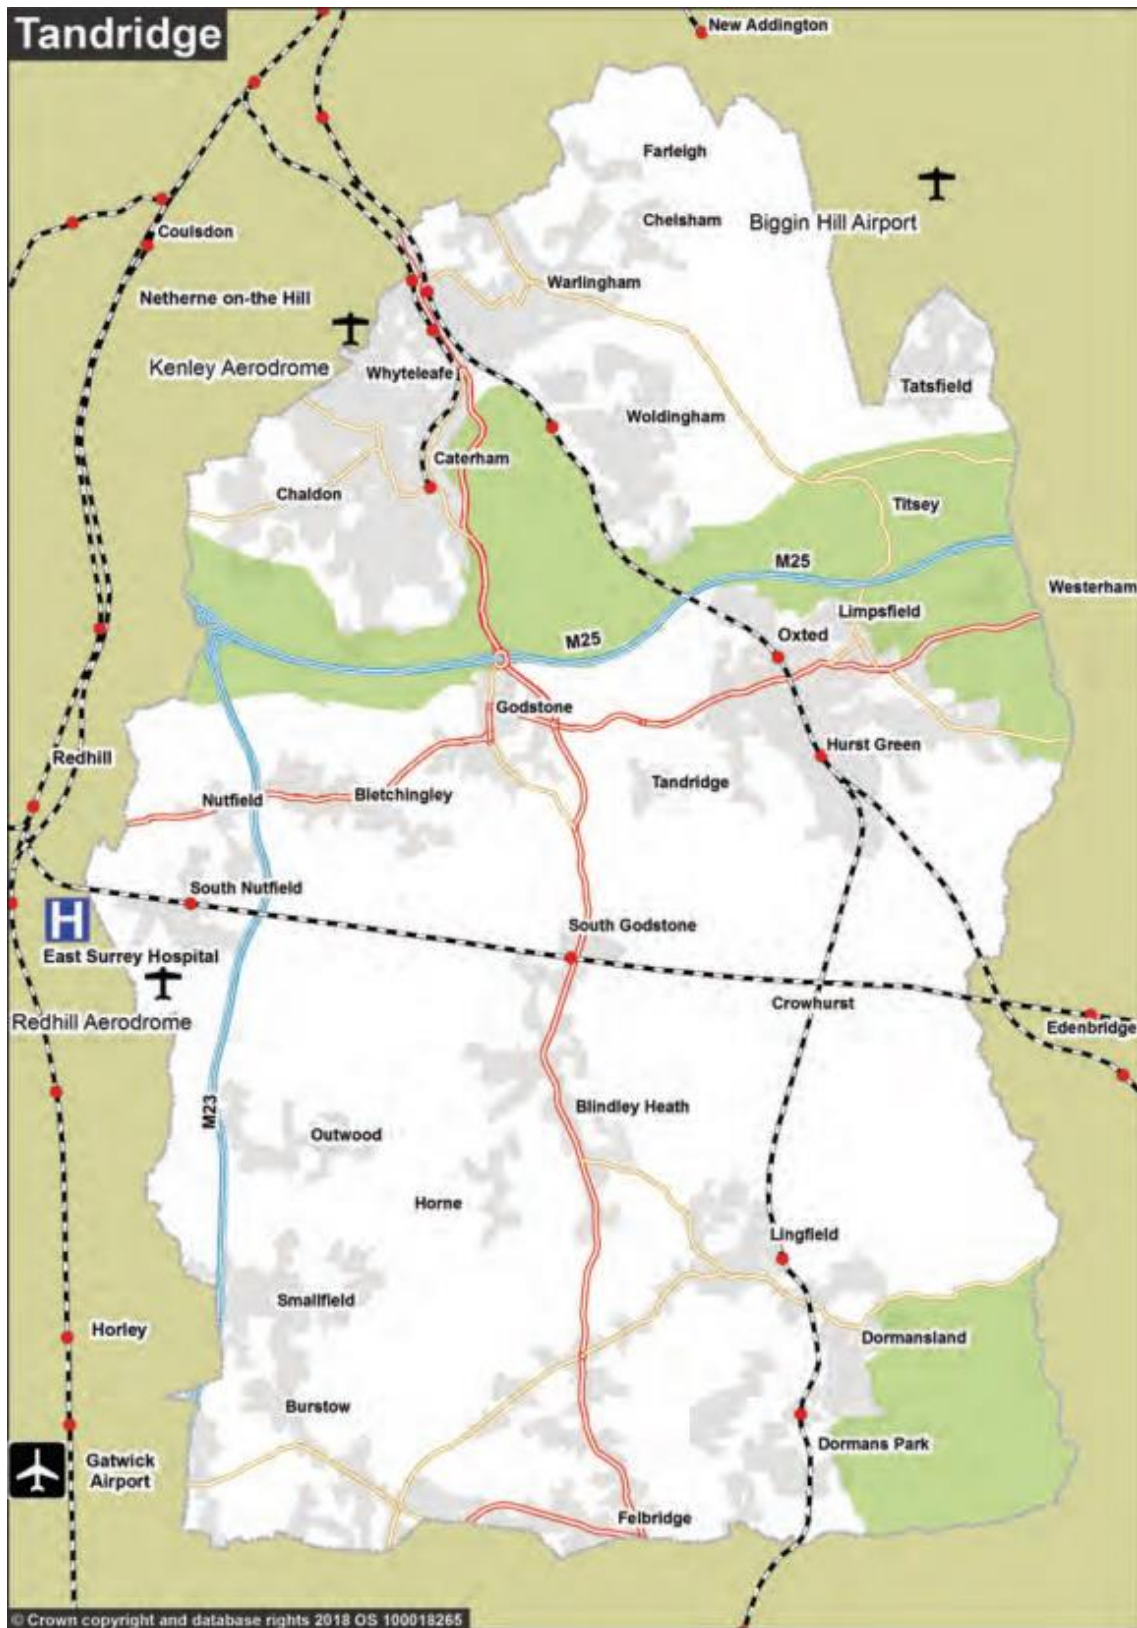 Tandridge
New Addington
Farleigh
Chelsham
Biggin Hill Airport
Coulsdon
Warlingham
Netherne on-the Hill
Kenley Aerodrome
Whyteleafe
Tatsfield
Woldingham
Caterham
Chaldon
Titsey
M25
Westerham
Limpsfield
Oxted
M25
Godstone
Redhill
Hurst Green
Tandridge
Nutfield
Bletchingley
South Nutfield
H
South Godstone
East Surrey Hospital
Crowhurst
Redhill Aerodrome
Edenbridge
M23
Blindley Heath
Outwood
Horne
Lingfield
Smallfield
Horley
Dormansland
Burstow
Dormans Park
Gatwick
Airport
Felbridge
© Crown copyright and database rights 2018 OS 100018265